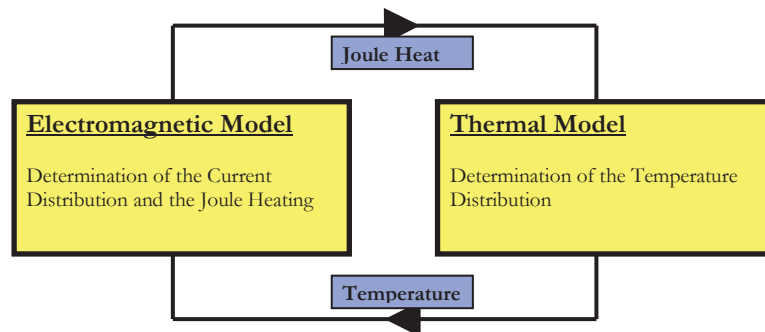 Joule Heat
Electromagnetic Model
Determination of the Current
Distribution and the Joule Heating
Thermal Model
Determination of the Temperature
Distribution
Temperature